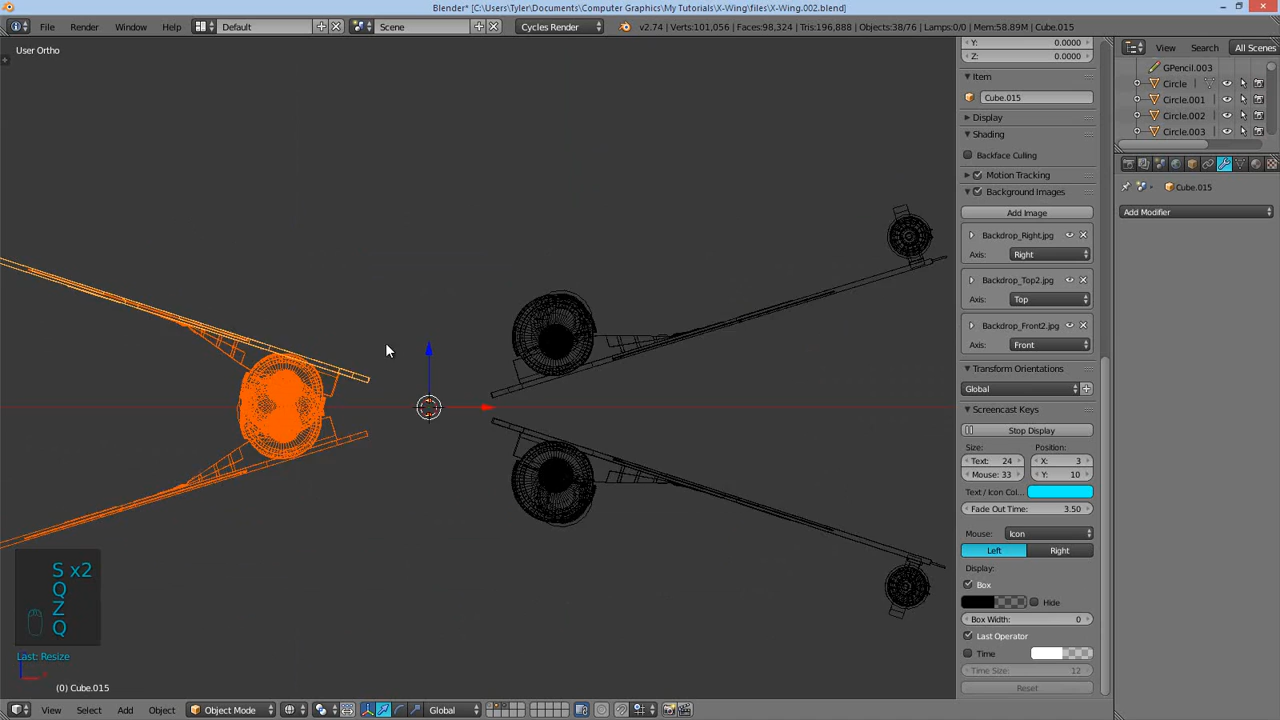 Blender* [C:\Users\Tyler\Documents\Computer Graphics\My Tutorials\X-Wing\files\X-Wing.002.blend]
File Render Window Help Default Scene Cycles Render v2.74 | Verts:101,056 | Faces:98,324 | Tris:196,888 | Objects:38/76 | Lamps:0/0 | Mem:58.89M | Cube.015
User Ortho
Y: 0.0000
Z: 0.0000
Item
Cube.015
Display
Shading
Backface Culling
Motion Tracking
Background Images
Add Image
Backdrop_Right.jpg
Axis: Right
Backdrop_Top2.jpg
Axis: Top
Backdrop_Front2.jpg
Axis: Front
Transform Orientations
Global
Screencast Keys
Stop Display
Size: Position:
Text: 24 X: 3
Mouse: 33 Y: 10
Text / Icon Col...
Fade Out Time: 3.50
Mouse: Icon
Left Right
Display:
Box
Hide
Box Width: 0
Last Operator
Time
Time Size: 12
Reset
View Search All Scenes
GPencil.003
Circle
Circle.001
Circle.002
Circle.003
Cube.015
Add Modifier
S x2
Q
Z
Q
Last: Resize
(0) Cube.015
View Select Add Object Object Mode Global